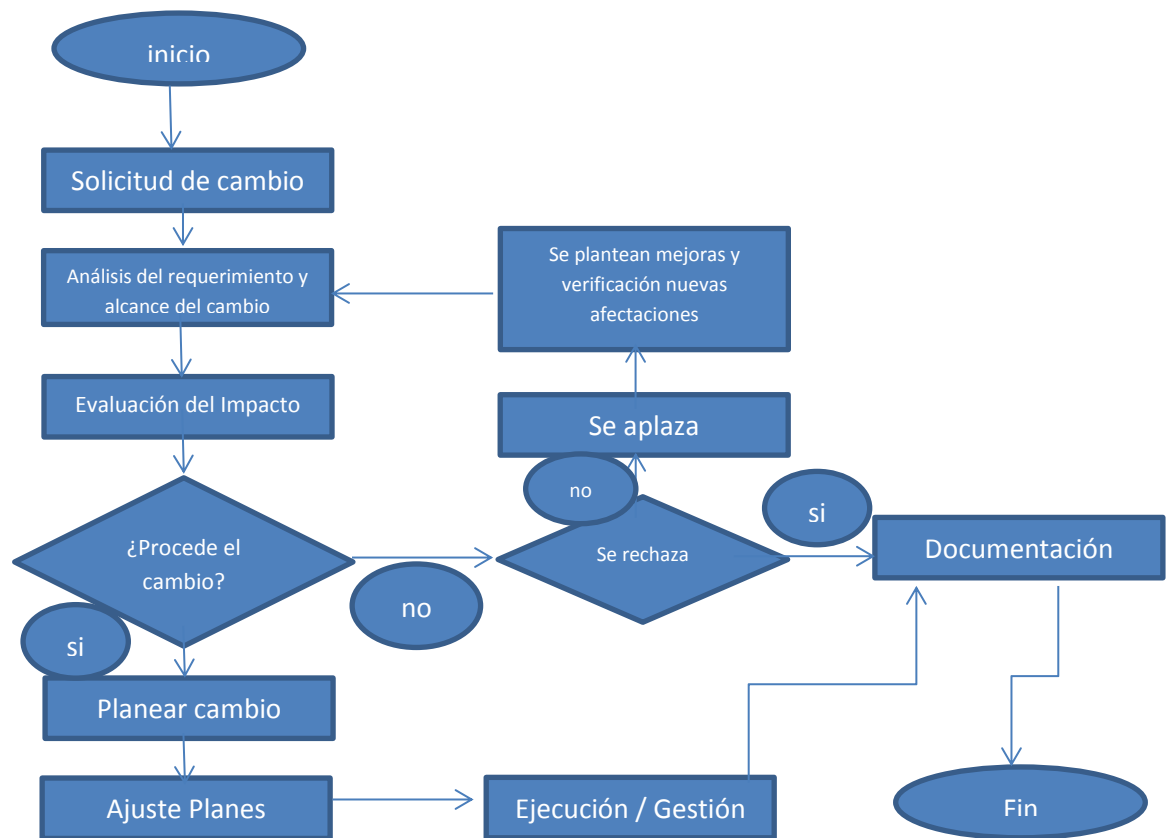 inicio
Solicitud de cambio
Análisis del requerimiento y
alcance del cambio
Se plantean mejoras y
verificación nuevas
afectaciones
Evaluación del Impacto
Se aplaza
no
si
¿Procede el
cambio?
Se rechaza
Documentación
no
si
Planear cambio
Ajuste Planes
Ejecución / Gestión
Fin